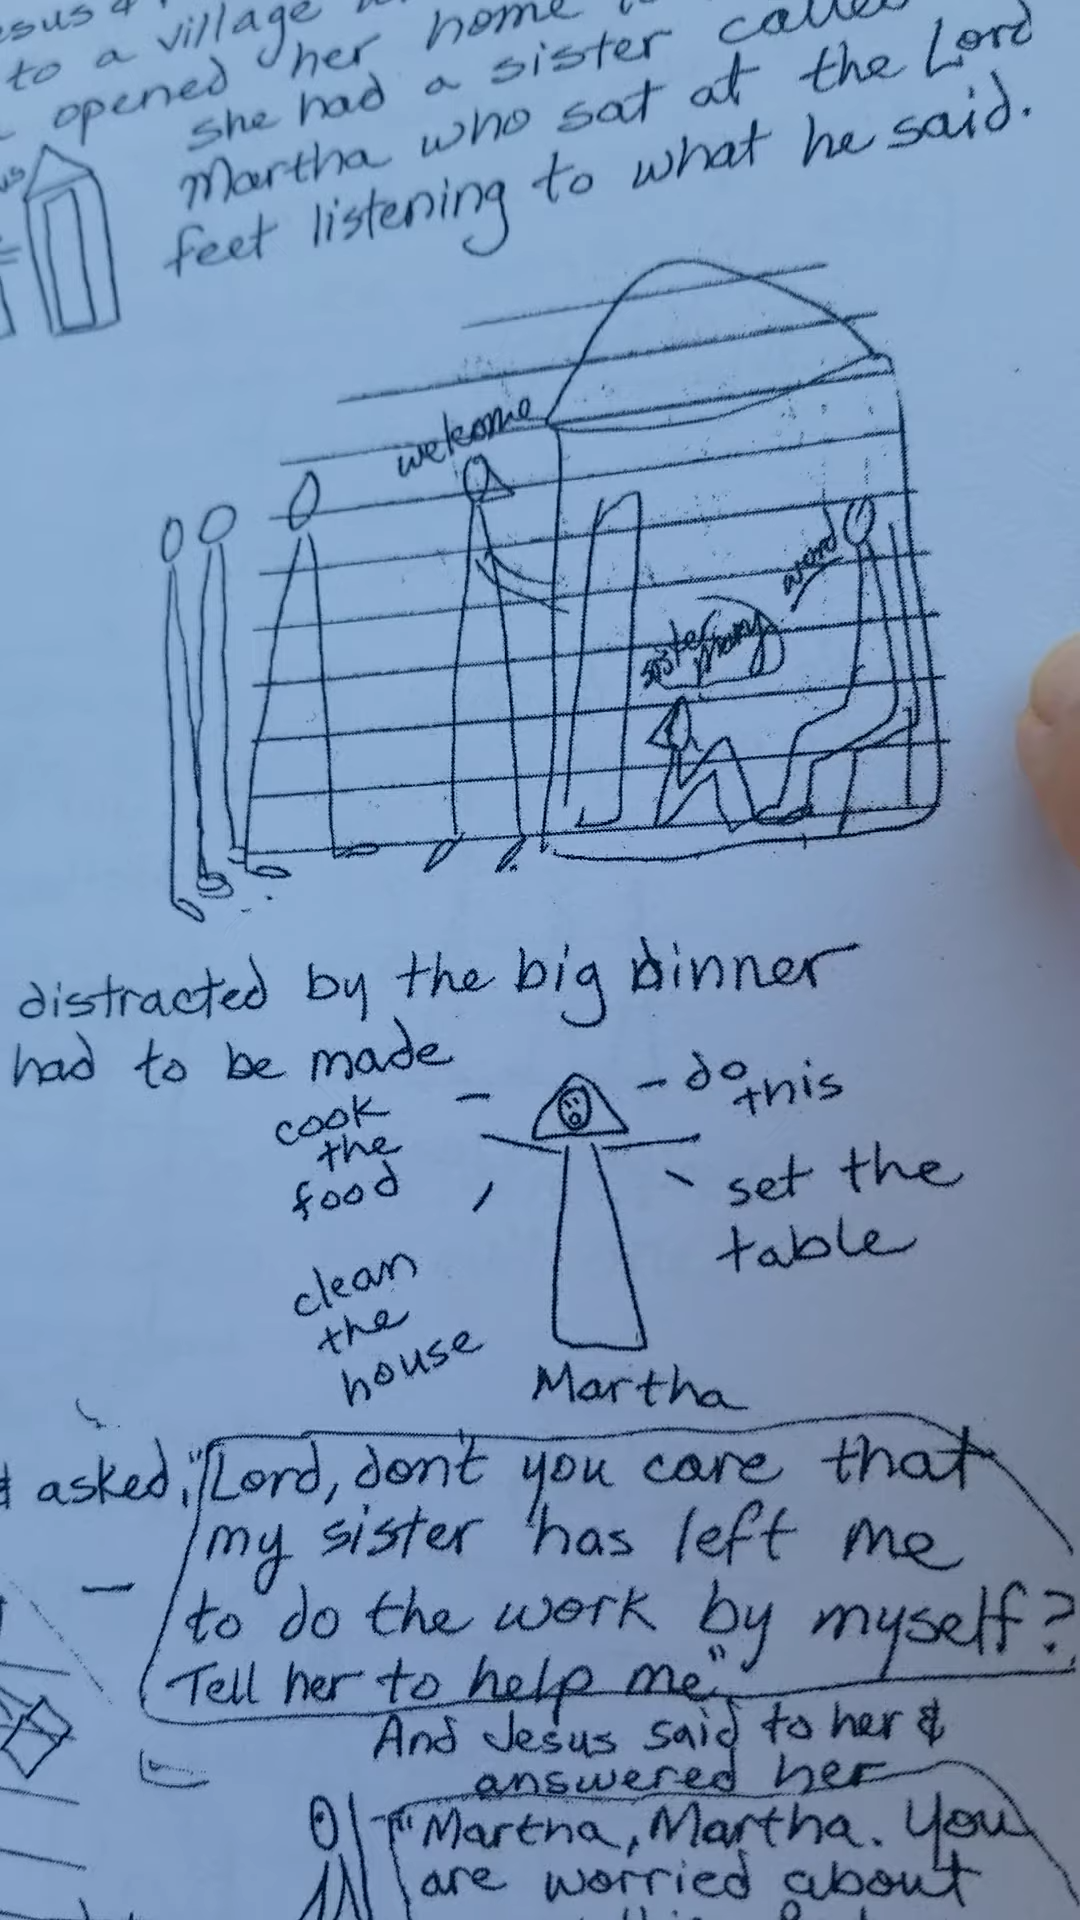 to a village
opened her home
she had a sister called
Martha who sat at the Lord
feet listening to what he said.
welcome
word
sister
Mary
distracted by the big dinner
had to be made
cook
the
food
- do
this
set the
table
clean
the
house
Martha
& asked, "Lord, don't you care that
my sister has left me
to do the work by myself?
Tell her to help me"
And Jesus said to her &
answered her
"Martha, Martha. You
are worried about